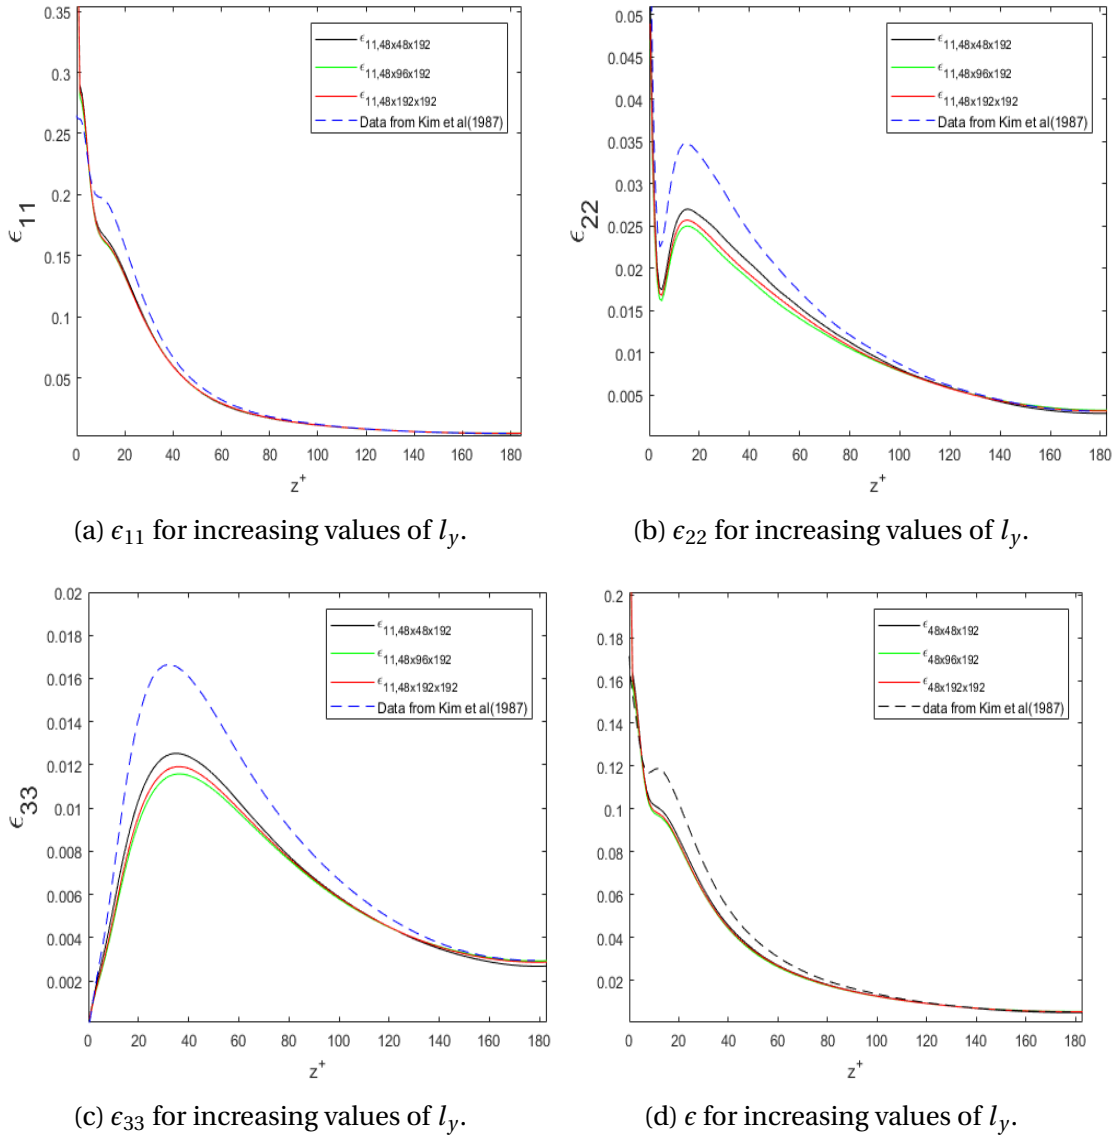 0.35
0.3
0.25
0.2
0.15
0.1
0.05
ϵ11
0 20 40 60 80 100 120 140 160 180
z+
ϵ11,48x48x192
ϵ11,48x96x192
ϵ11,48x192x192
Data from Kim et al(1987)
(a) ϵ11 for increasing values of ly.
0.05
0.045
0.04
0.035
0.03
0.025
0.02
0.015
0.01
0.005
ϵ22
0 20 40 60 80 100 120 140 160 180
z+
ϵ11,48x48x192
ϵ11,48x96x192
ϵ11,48x192x192
Data from Kim et al(1987)
(b) ϵ22 for increasing values of ly.
0.02
0.018
0.016
0.014
0.012
0.01
0.008
0.006
0.004
0.002
ϵ33
0 20 40 60 80 100 120 140 160 180
z+
ϵ11,48x48x192
ϵ11,48x96x192
ϵ11,48x192x192
Data from Kim et al(1987)
(c) ϵ33 for increasing values of ly.
0.2
0.18
0.16
0.14
0.12
0.1
0.08
0.06
0.04
0.02
0 20 40 60 80 100 120 140 160 180
z+
ϵ48x48x192
ϵ48x96x192
ϵ48x192x192
data from Kim et al(1987)
(d) ϵ for increasing values of ly.